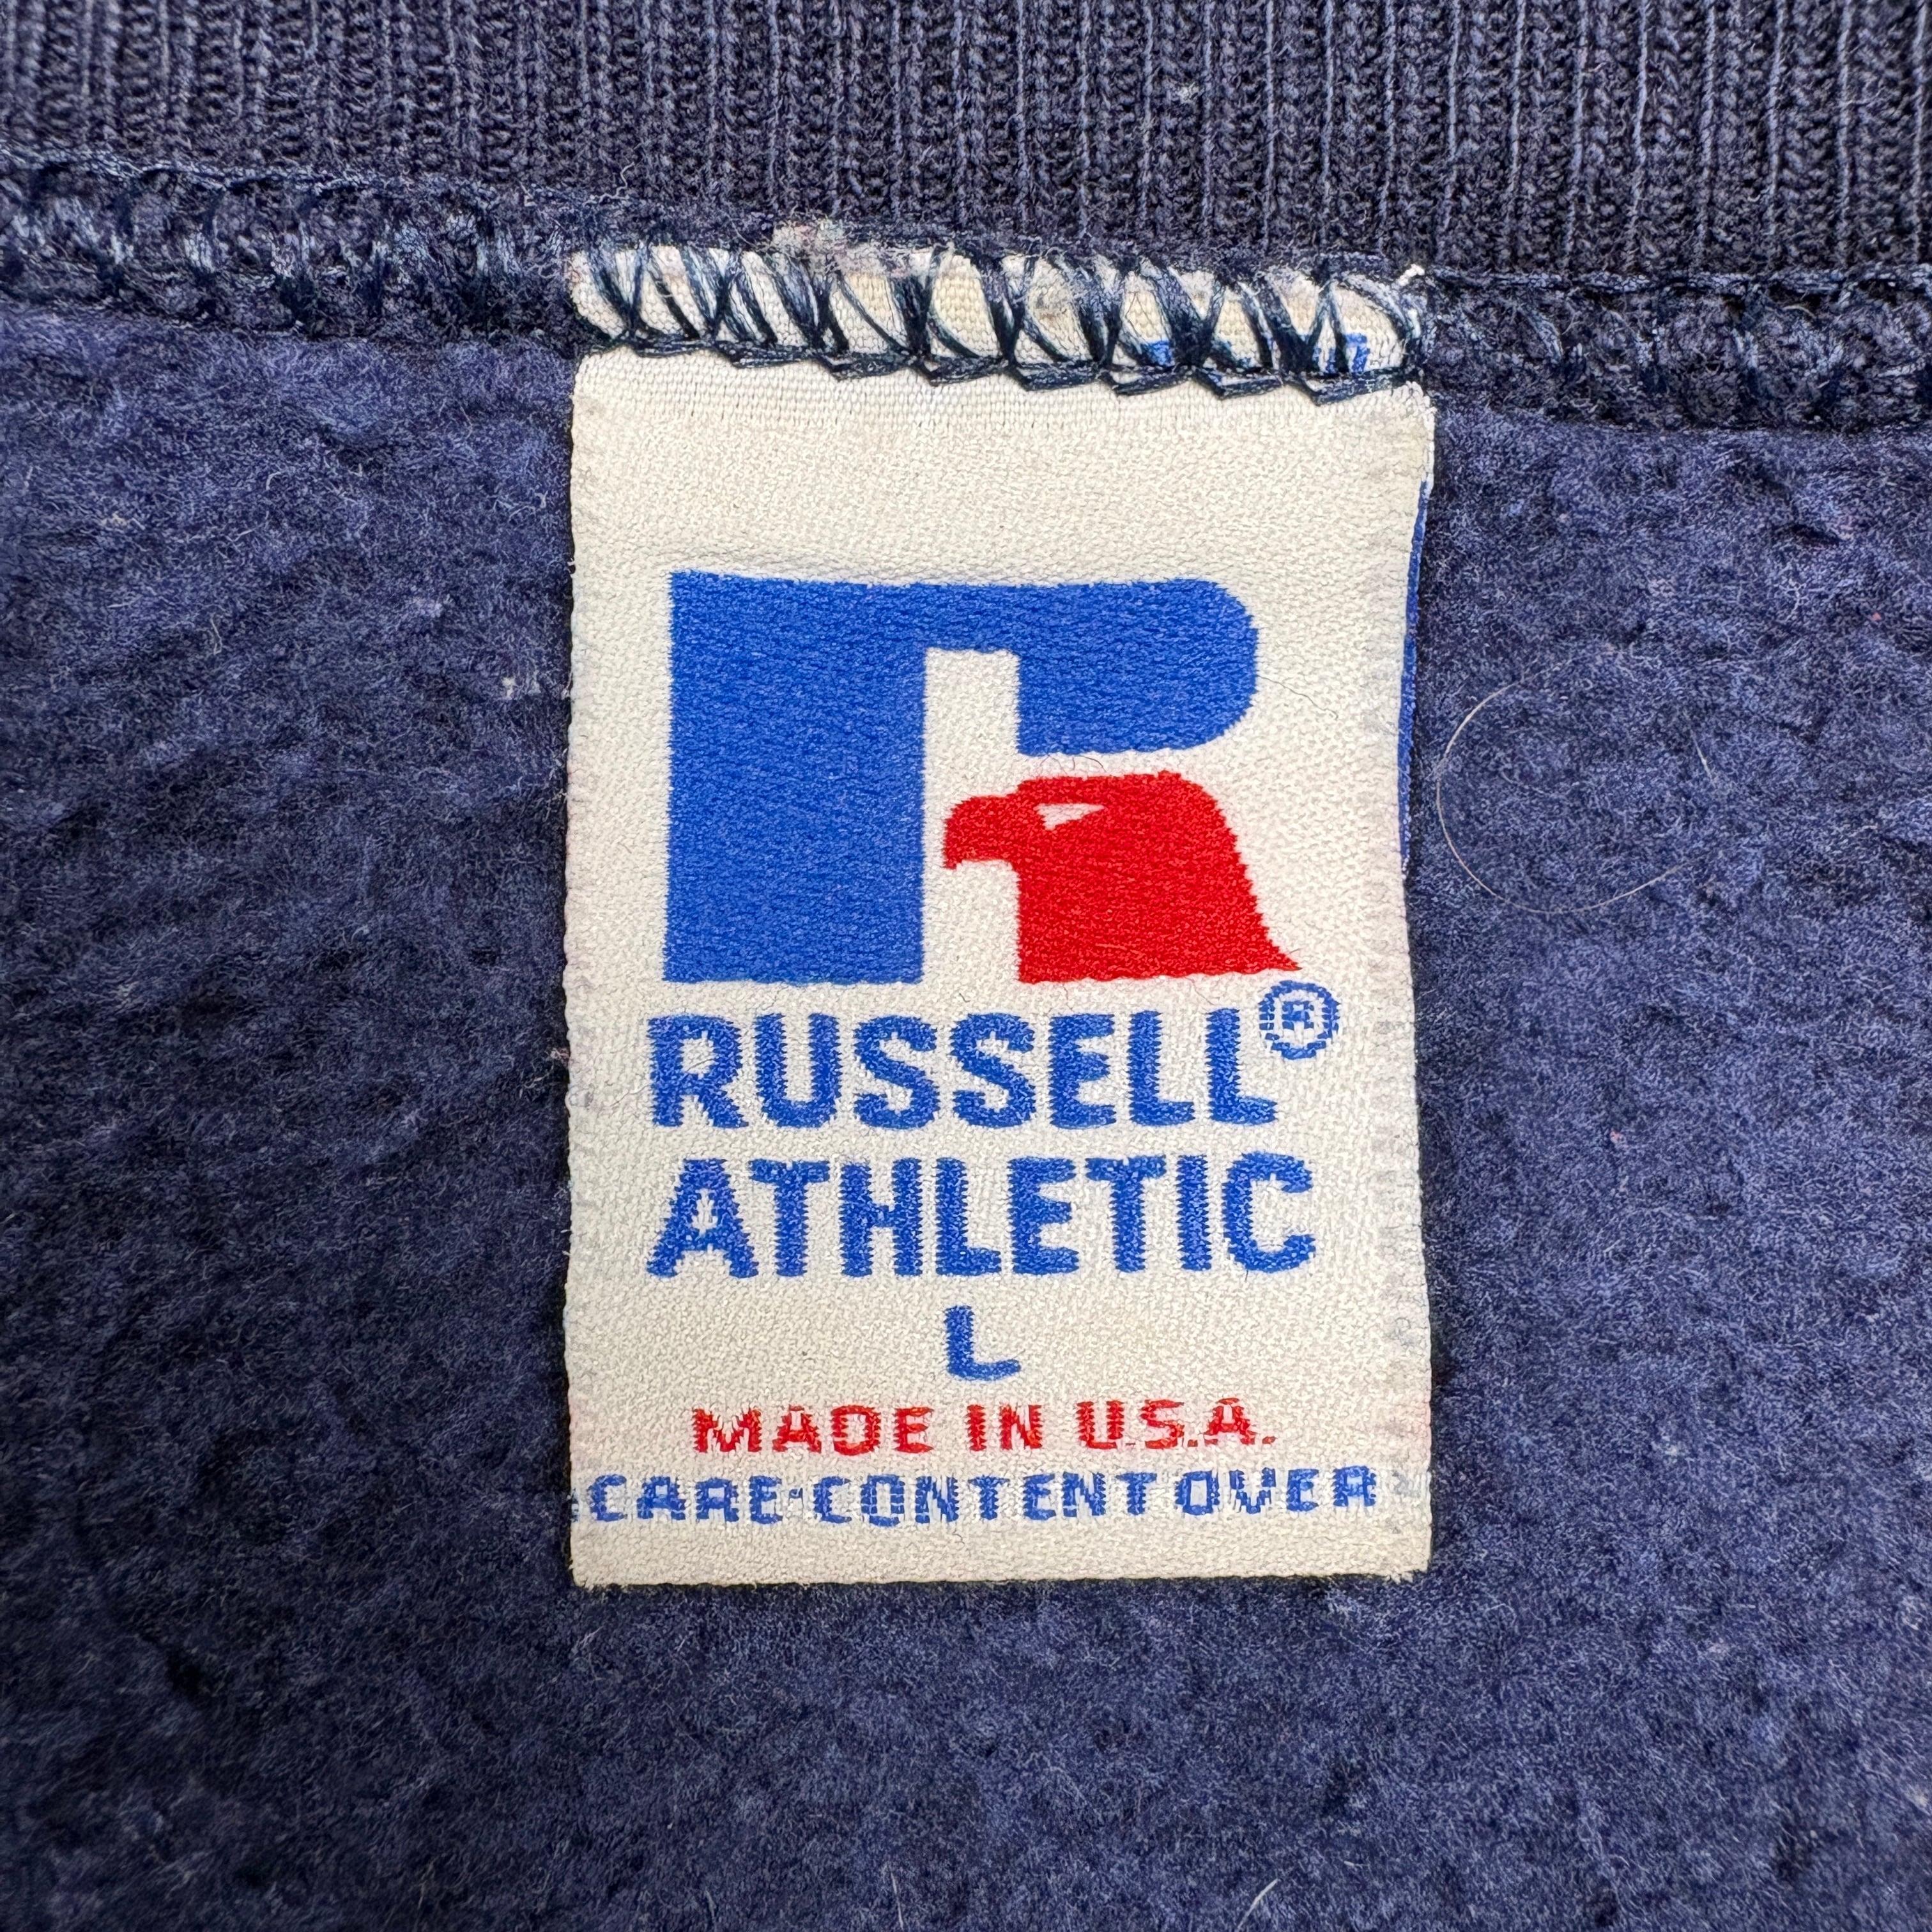 RUSSELL®
ATHLETIC
L
MADE IN U.S.A.
CARE·CONTENT OVER